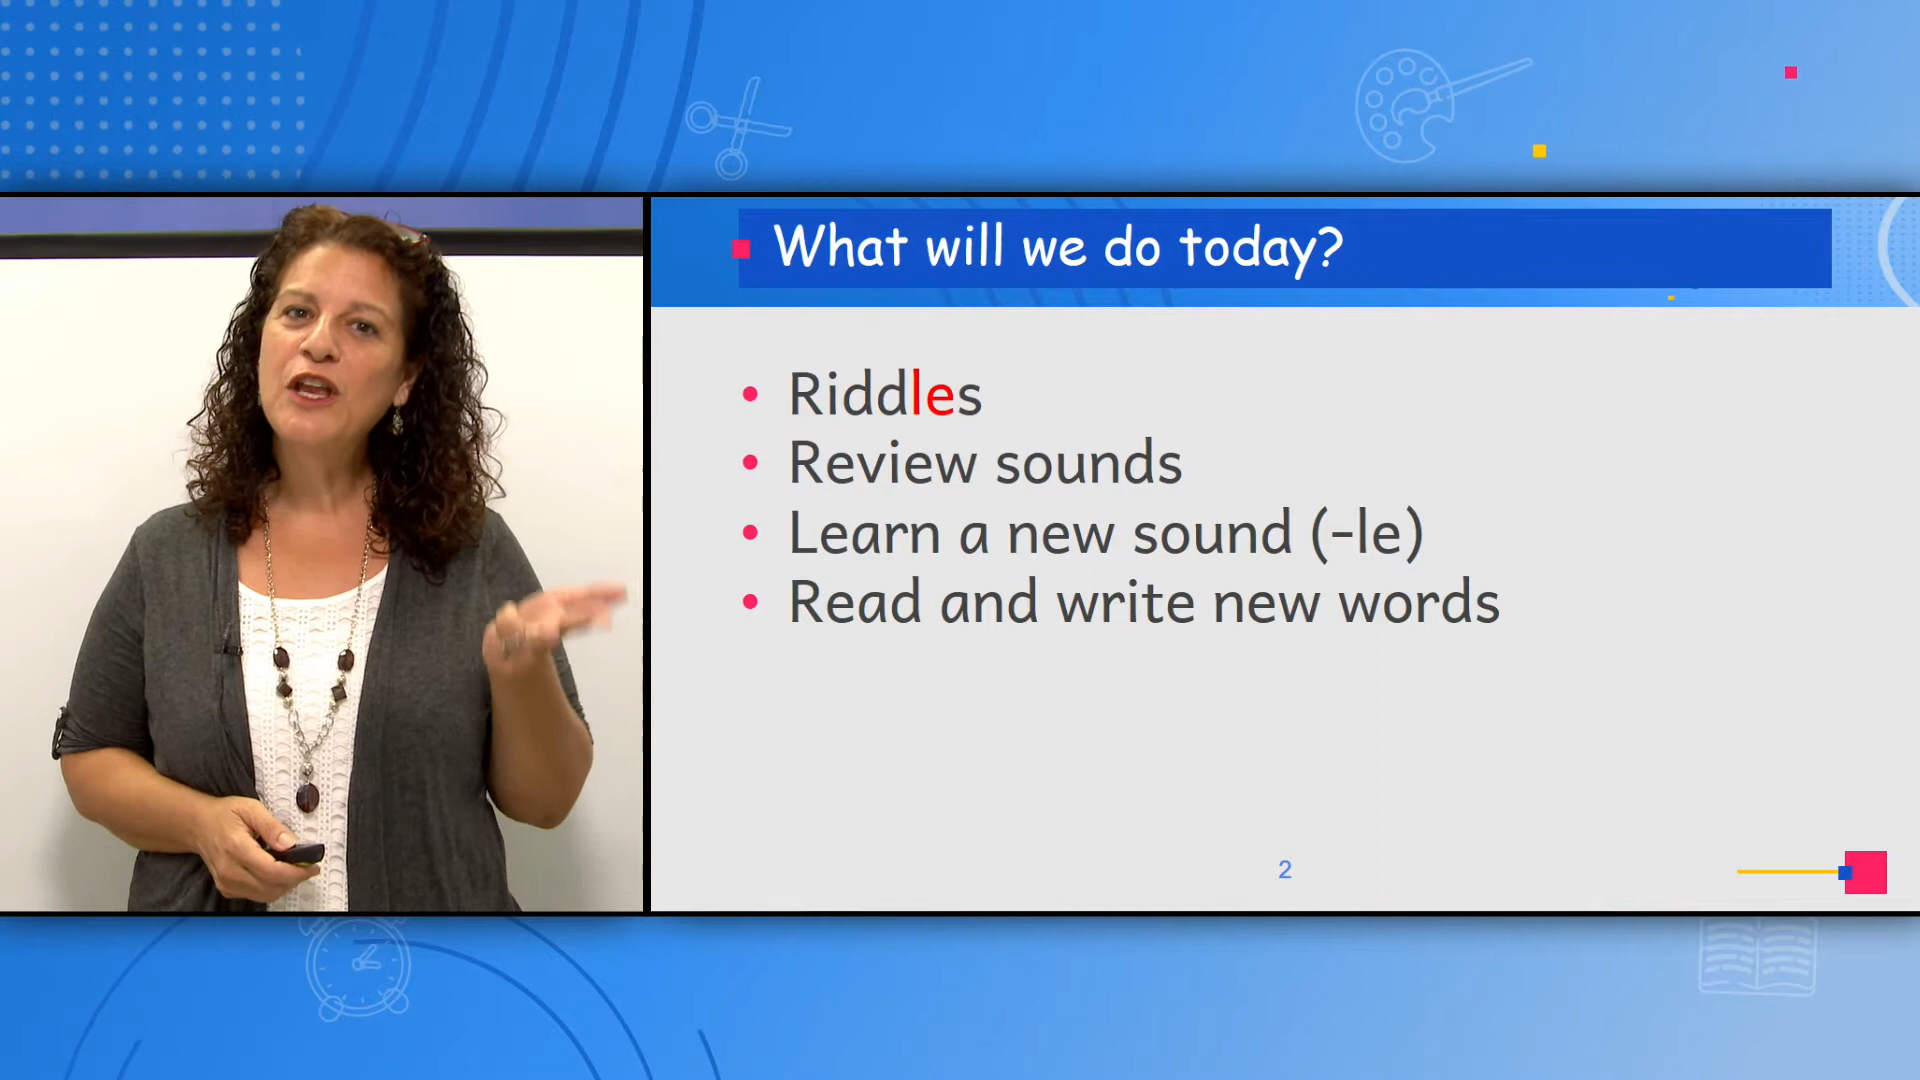 What will we do today?
Riddles
Review sounds
Learn a new sound (-le)
Read and write new words
2